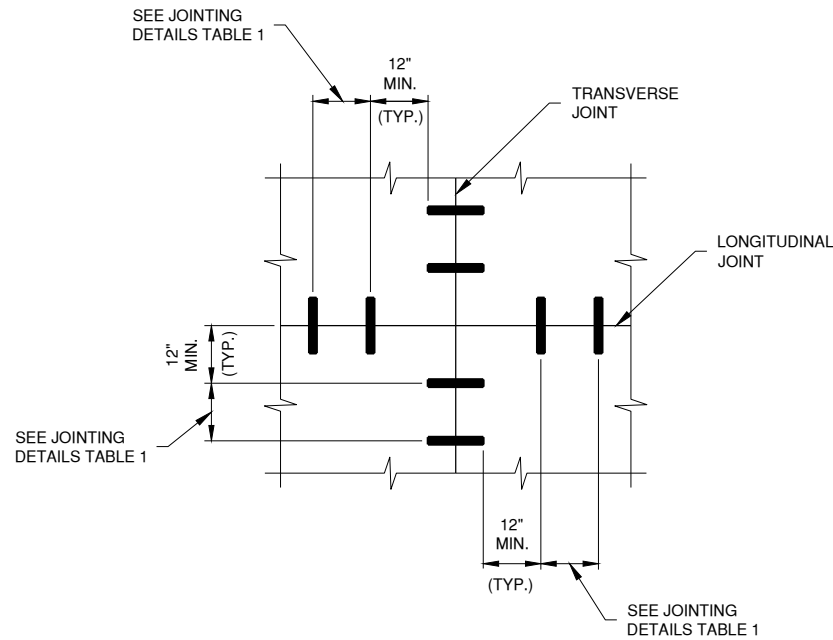 SEE JOINTING
DETAILS TABLE 1
12"
MIN.
(TYP.)
TRANSVERSE
JOINT
LONGITUDINAL
JOINT
12"
MIN.
(TYP.)
SEE JOINTING
DETAILS TABLE 1
12"
MIN.
(TYP.)
SEE JOINTING
DETAILS TABLE 1